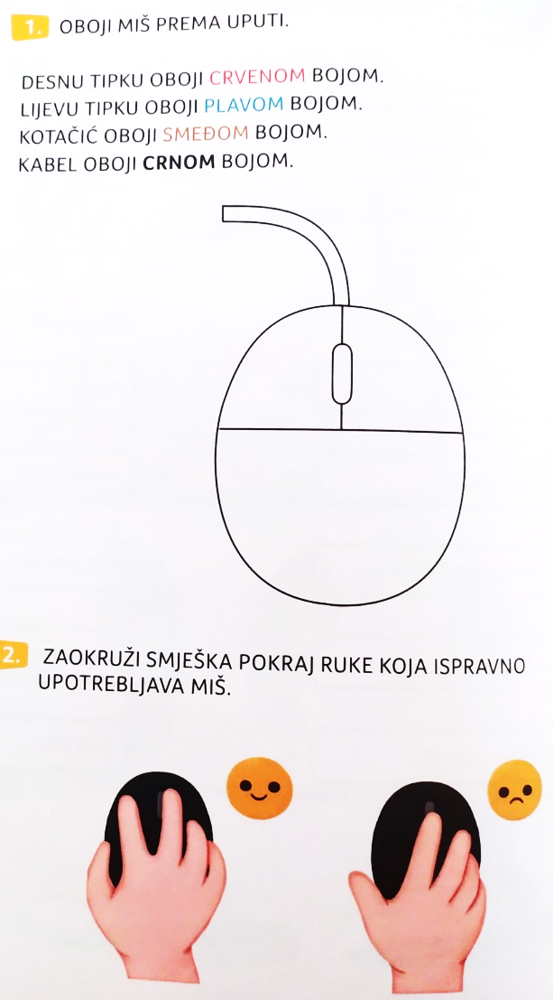 1. OBOJI MIŠ PREMA UPUTI.
DESNU TIPKU OBOJI CRVENOM BOJOM.
LIJEVU TIPKU OBOJI PLAVOM BOJOM.
KOTAČIĆ OBOJI SMEĐOM BOJOM.
KABEL OBOJI CRNOM BOJOM.
2. ZAOKRUŽI SMJEŠKA POKRAJ RUKE KOJA ISPRAVNO
UPOTREBLJAVA MIŠ.